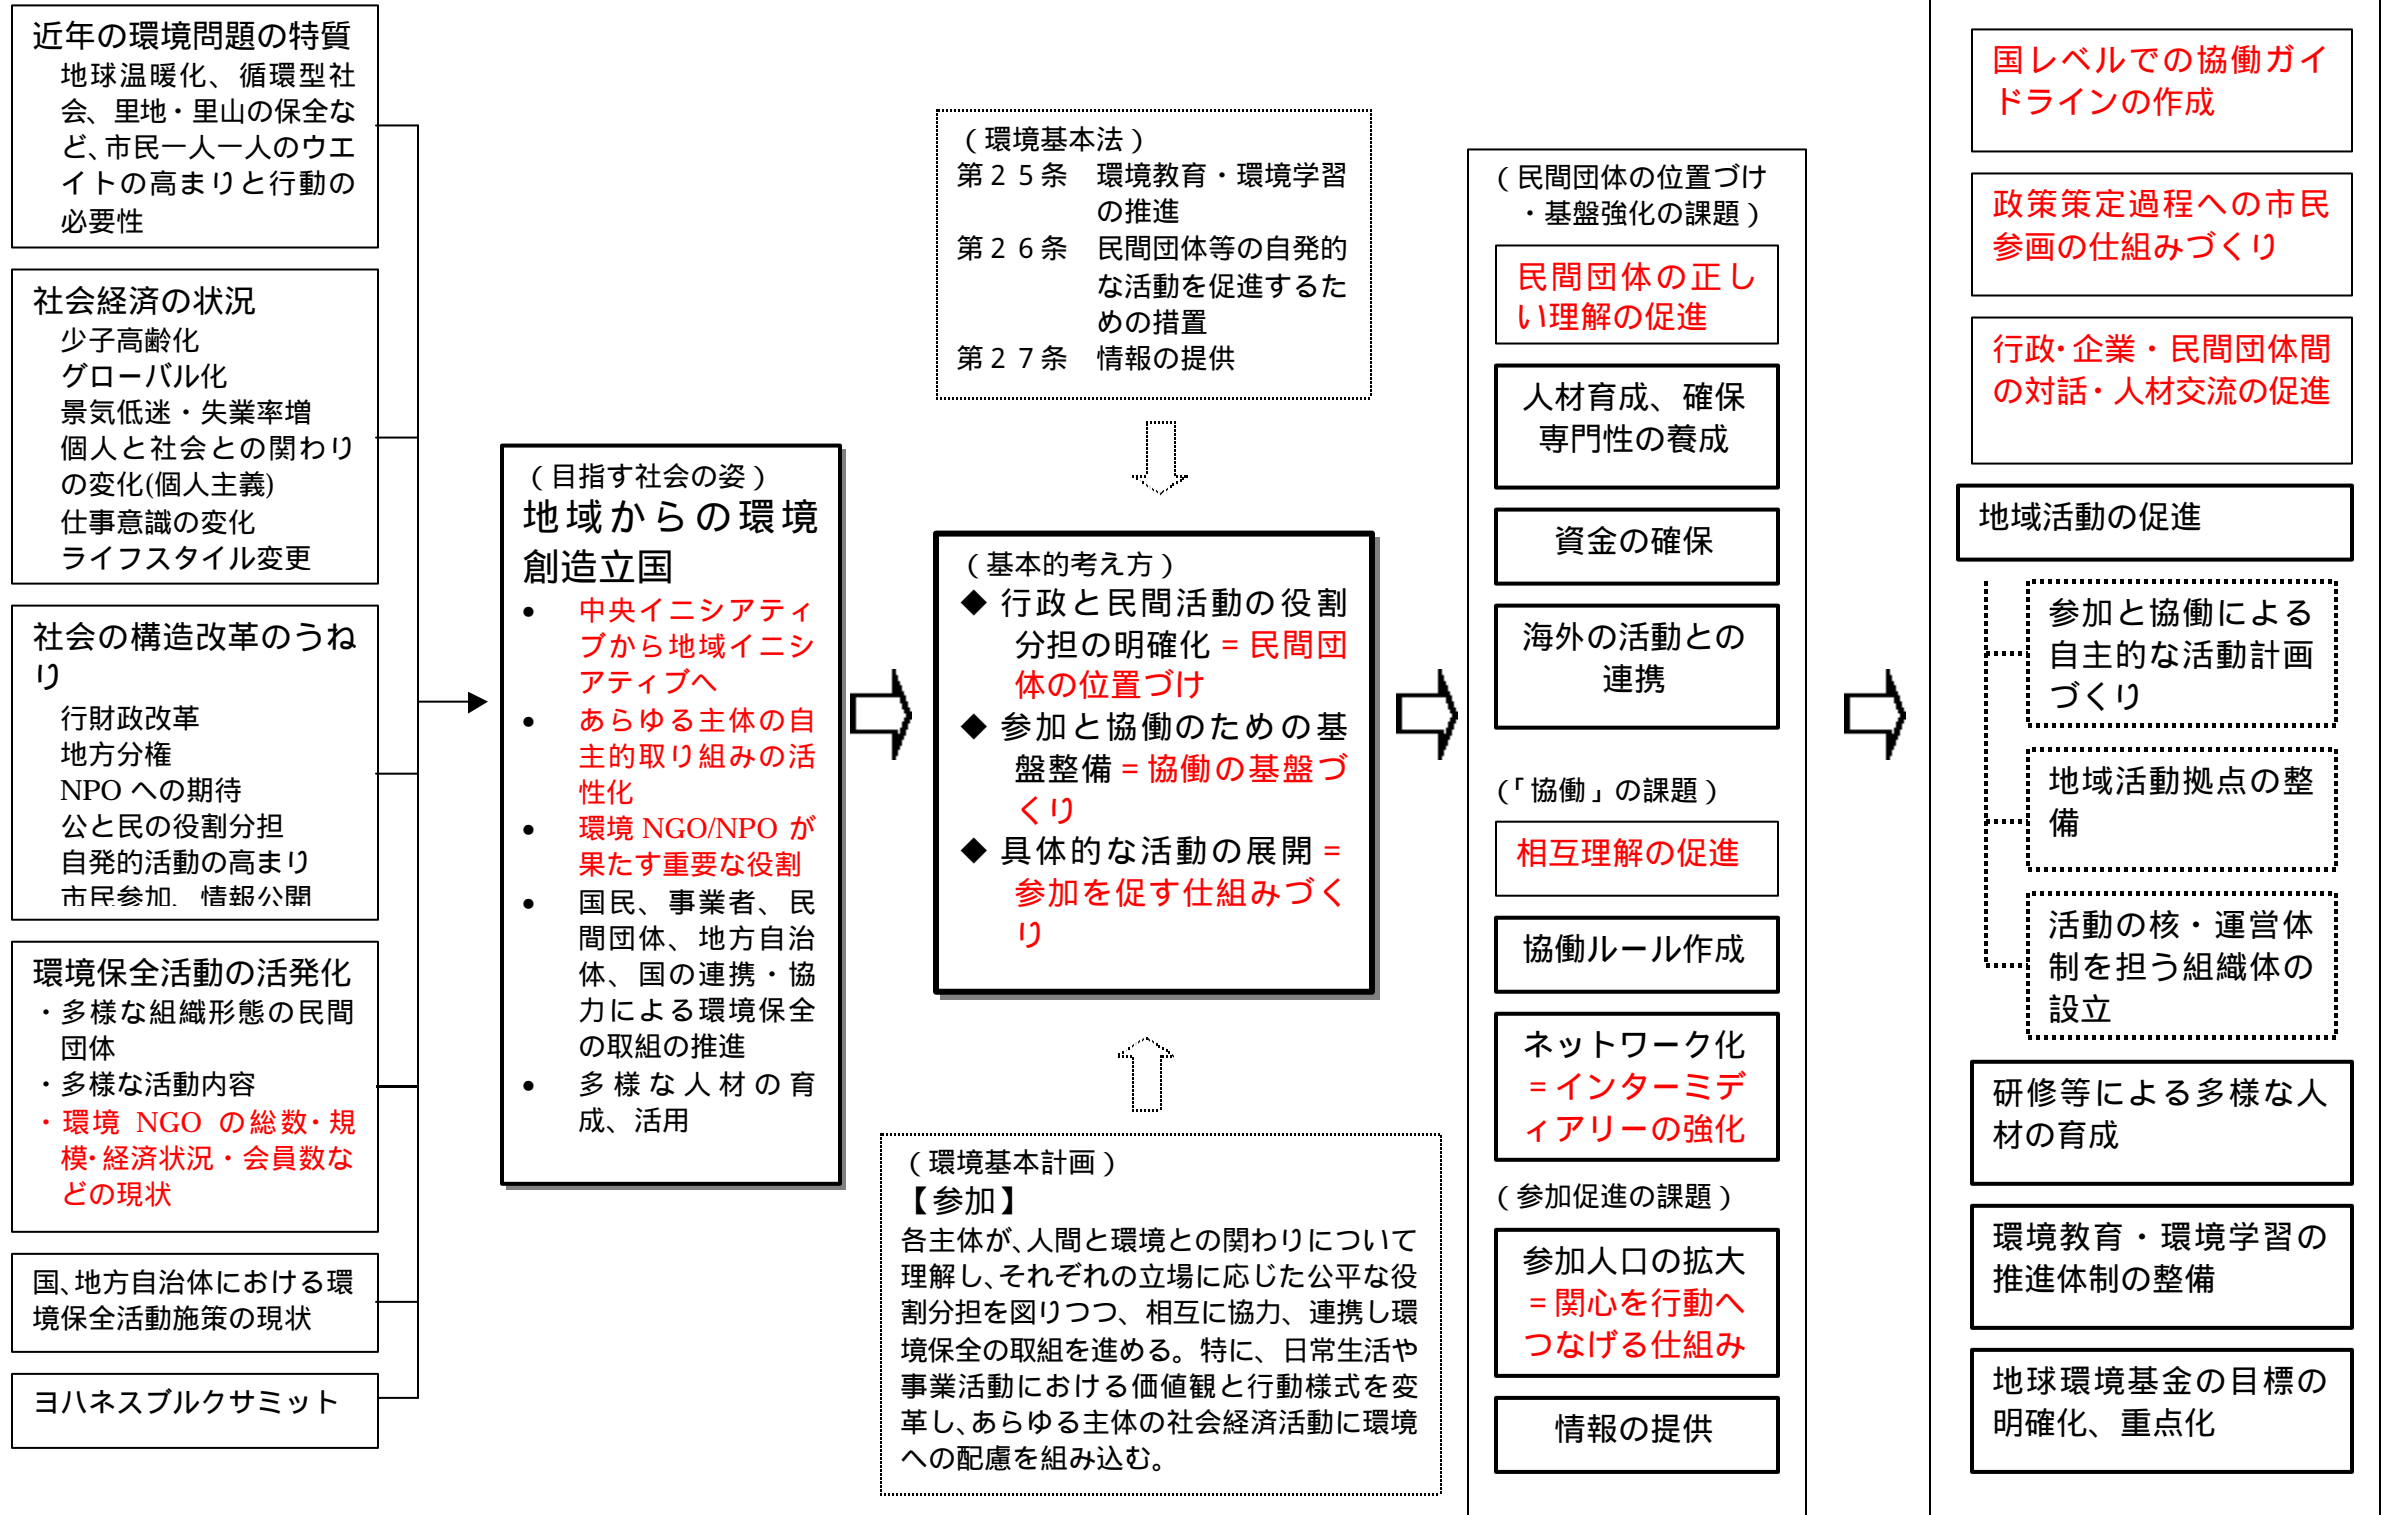 近年の環境問題の特質
地球温暖化、循環型社
会、里地・里山の保全な
ど、市民一人一人のウエ
イトの高まりと行動の
必要性
社会経済の状況
少子高齢化
グローバル化
景気低迷・失業率増
個人と社会との関わり
の変化(個人主義)
仕事意識の変化
ライフスタイル変更
社会の構造改革のうね
り
行財政改革
地方分権
NPO への期待
公と民の役割分担
自発的活動の高まり
市民参加、情報公開
環境保全活動の活発化
・多様な組織形態の民間
団体
・多様な活動内容
・環境 NGO の総数・規
模・経済状況・会員数な
どの現状
国、地方自治体における環
境保全活動施策の現状
ヨハネスブルクサミット
（目指す社会の姿）
地域からの環境
創造立国
• 中央イニシアティ
ブから地域イニシ
アティブへ
• あらゆる主体の自
主的取り組みの活
性化
• 環境 NGO/NPO が
果たす重要な役割
• 国民、事業者、民
間団体、地方自治
体、国の連携・協
力による環境保全
の取組の推進
• 多様な人材の育
成、活用
（環境基本法）
第２５条　環境教育・環境学習
の推進
第２６条　民間団体等の自発的
な活動を促進するた
めの措置
第２７条　情報の提供
（基本的考え方）
◆ 行政と民間活動の役割
分担の明確化＝民間団
体の位置づけ
◆ 参加と協働のための基
盤整備＝協働の基盤づ
くり
◆ 具体的な活動の展開＝
参加を促す仕組みづく
り
（環境基本計画）
【参加】
各主体が、人間と環境との関わりについて
理解し、それぞれの立場に応じた公平な役
割分担を図りつつ、相互に協力、連携し環
境保全の取組を進める。特に、日常生活や
事業活動における価値観と行動様式を変
革し、あらゆる主体の社会経済活動に環境
への配慮を組み込む。
（民間団体の位置づけ
・基盤強化の課題）
民間団体の正し
い理解の促進
人材育成、確保
専門性の養成
資金の確保
海外の活動との
連携
（「協働」の課題）
相互理解の促進
協働ルール作成
ネットワーク化
＝インターミデ
ィアリーの強化
（参加促進の課題）
参加人口の拡大
＝関心を行動へ
つなげる仕組み
情報の提供
国レベルでの協働ガイ
ドラインの作成
政策策定過程への市民
参画の仕組みづくり
行政・企業・民間団体間
の対話・人材交流の促進
地域活動の促進
参加と協働による
自主的な活動計画
づくり
地域活動拠点の整
備
活動の核・運営体
制を担う組織体の
設立
研修等による多様な人
材の育成
環境教育・環境学習の
推進体制の整備
地球環境基金の目標の
明確化、重点化